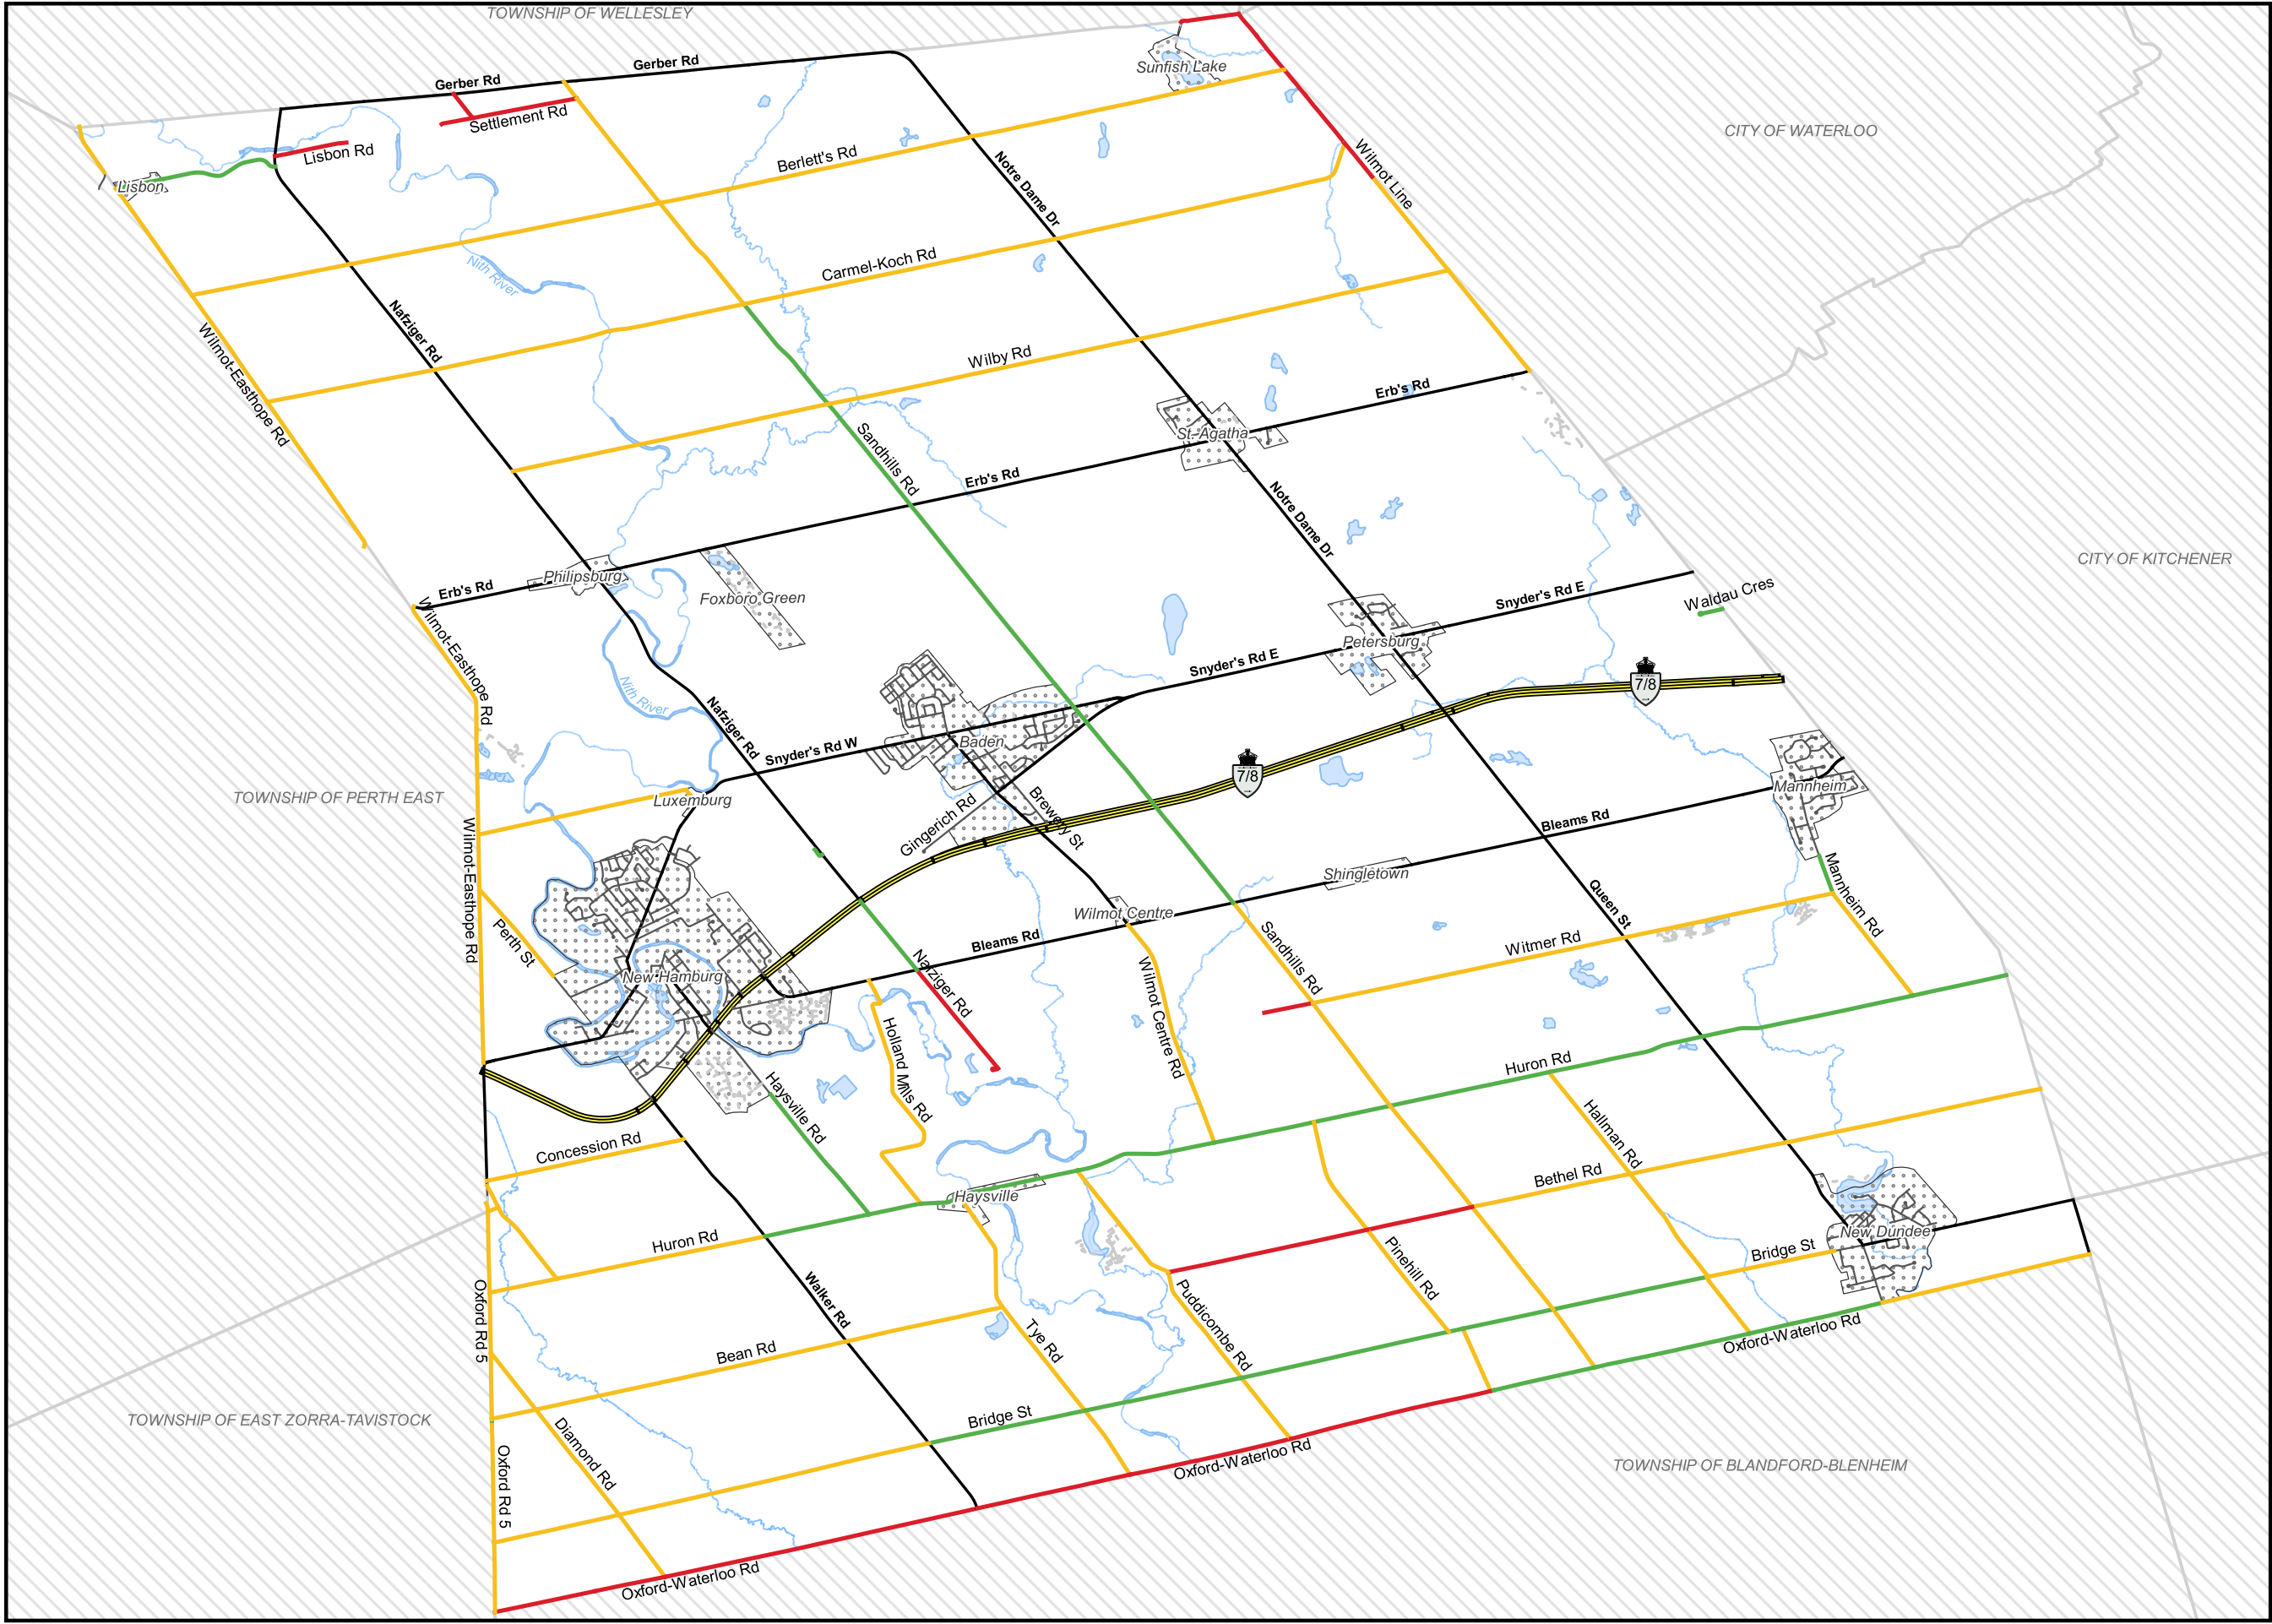 TOWNSHIP OF WELLESLEY
Gerber Rd
Gerber Rd
Sunfish Lake
Settlement Rd
CITY OF WATERLOO
Lisbon Rd
Lisbon
Berlett's Rd
Wilmot Line
Notre Dame Dr
Nith River
Carmel-Koch Rd
Nafziger Rd
Wilmot-Easthope Rd
Wilby Rd
Erb's Rd
St. Agatha
Sandhills Rd
Erb's Rd
Notre Dame Dr
CITY OF KITCHENER
Philipsburg
Erb's Rd
Foxboro Green
Snyder's Rd E
Waldau Cres
Wilmot-Easthope Rd
Petersburg
Snyder's Rd E
7/8
Nith River
Nafziger Rd
Snyder's Rd W
Baden
7/8
Mannheim
TOWNSHIP OF PERTH EAST
Luxemburg
Gingerich Rd
Brewery St
Bleams Rd
Wilmot-Easthope Rd
Shingletown
Mannheim Rd
Queen St
Wilmot Centre
Perth St
Bleams Rd
Witmer Rd
Sandhills Rd
New Hamburg
Nafziger Rd
Wilmot Centre Rd
Holland Mills Rd
Huron Rd
Haysville Rd
Hallman Rd
Concession Rd
Bethel Rd
Haysville
New Dundee
Huron Rd
Bridge St
Pinehill Rd
Walker Rd
Oxford Rd 5
Puddicombe Rd
Oxford-Waterloo Rd
Bean Rd
Tye Rd
TOWNSHIP OF EAST ZORRA-TAVISTOCK
Bridge St
Diamond Rd
Oxford Rd 5
Oxford-Waterloo Rd
TOWNSHIP OF BLANDFORD-BLENHEIM
Oxford-Waterloo Rd